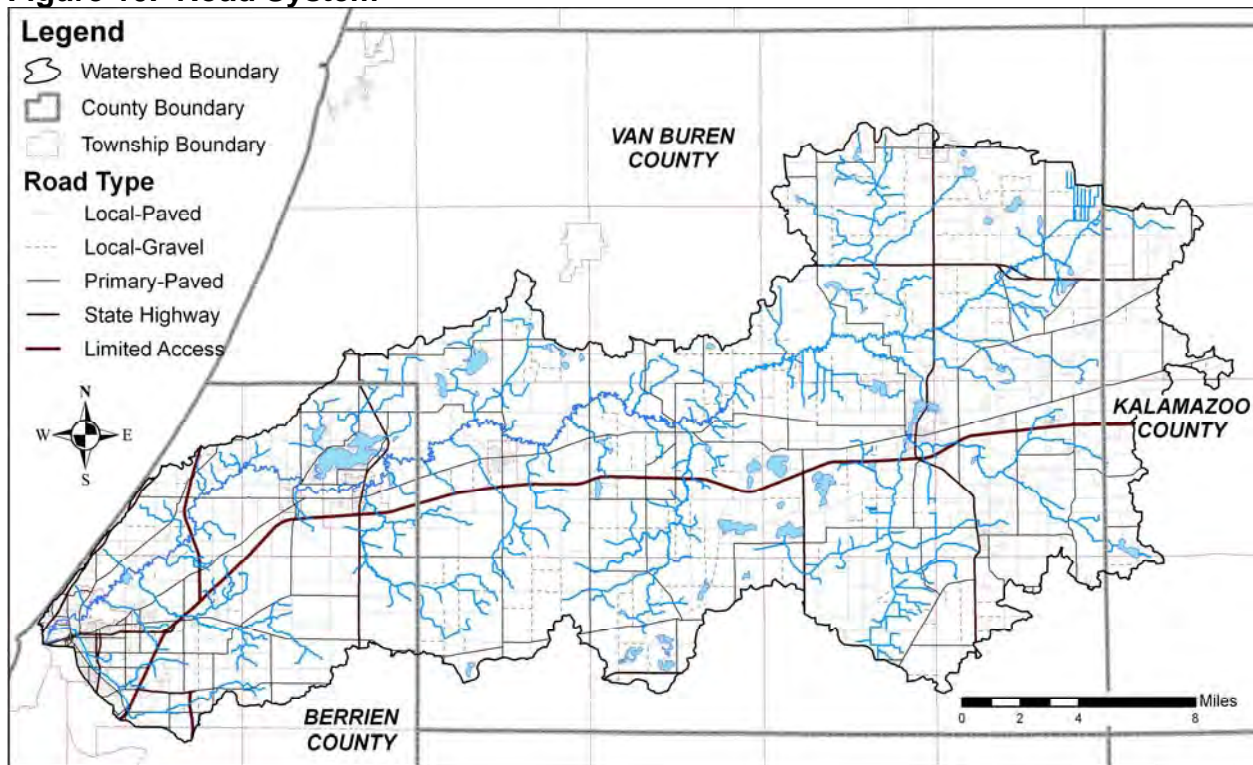 Figure 16. Road System
Legend
Watershed Boundary
County Boundary
Township Boundary
Road Type
Local-Paved
Local-Gravel
Primary-Paved
State Highway
Limited Access
N
W
E
S
VAN BUREN
COUNTY
KALAMAZOO
COUNTY
BERRIEN
COUNTY
Miles
0 2 4 8